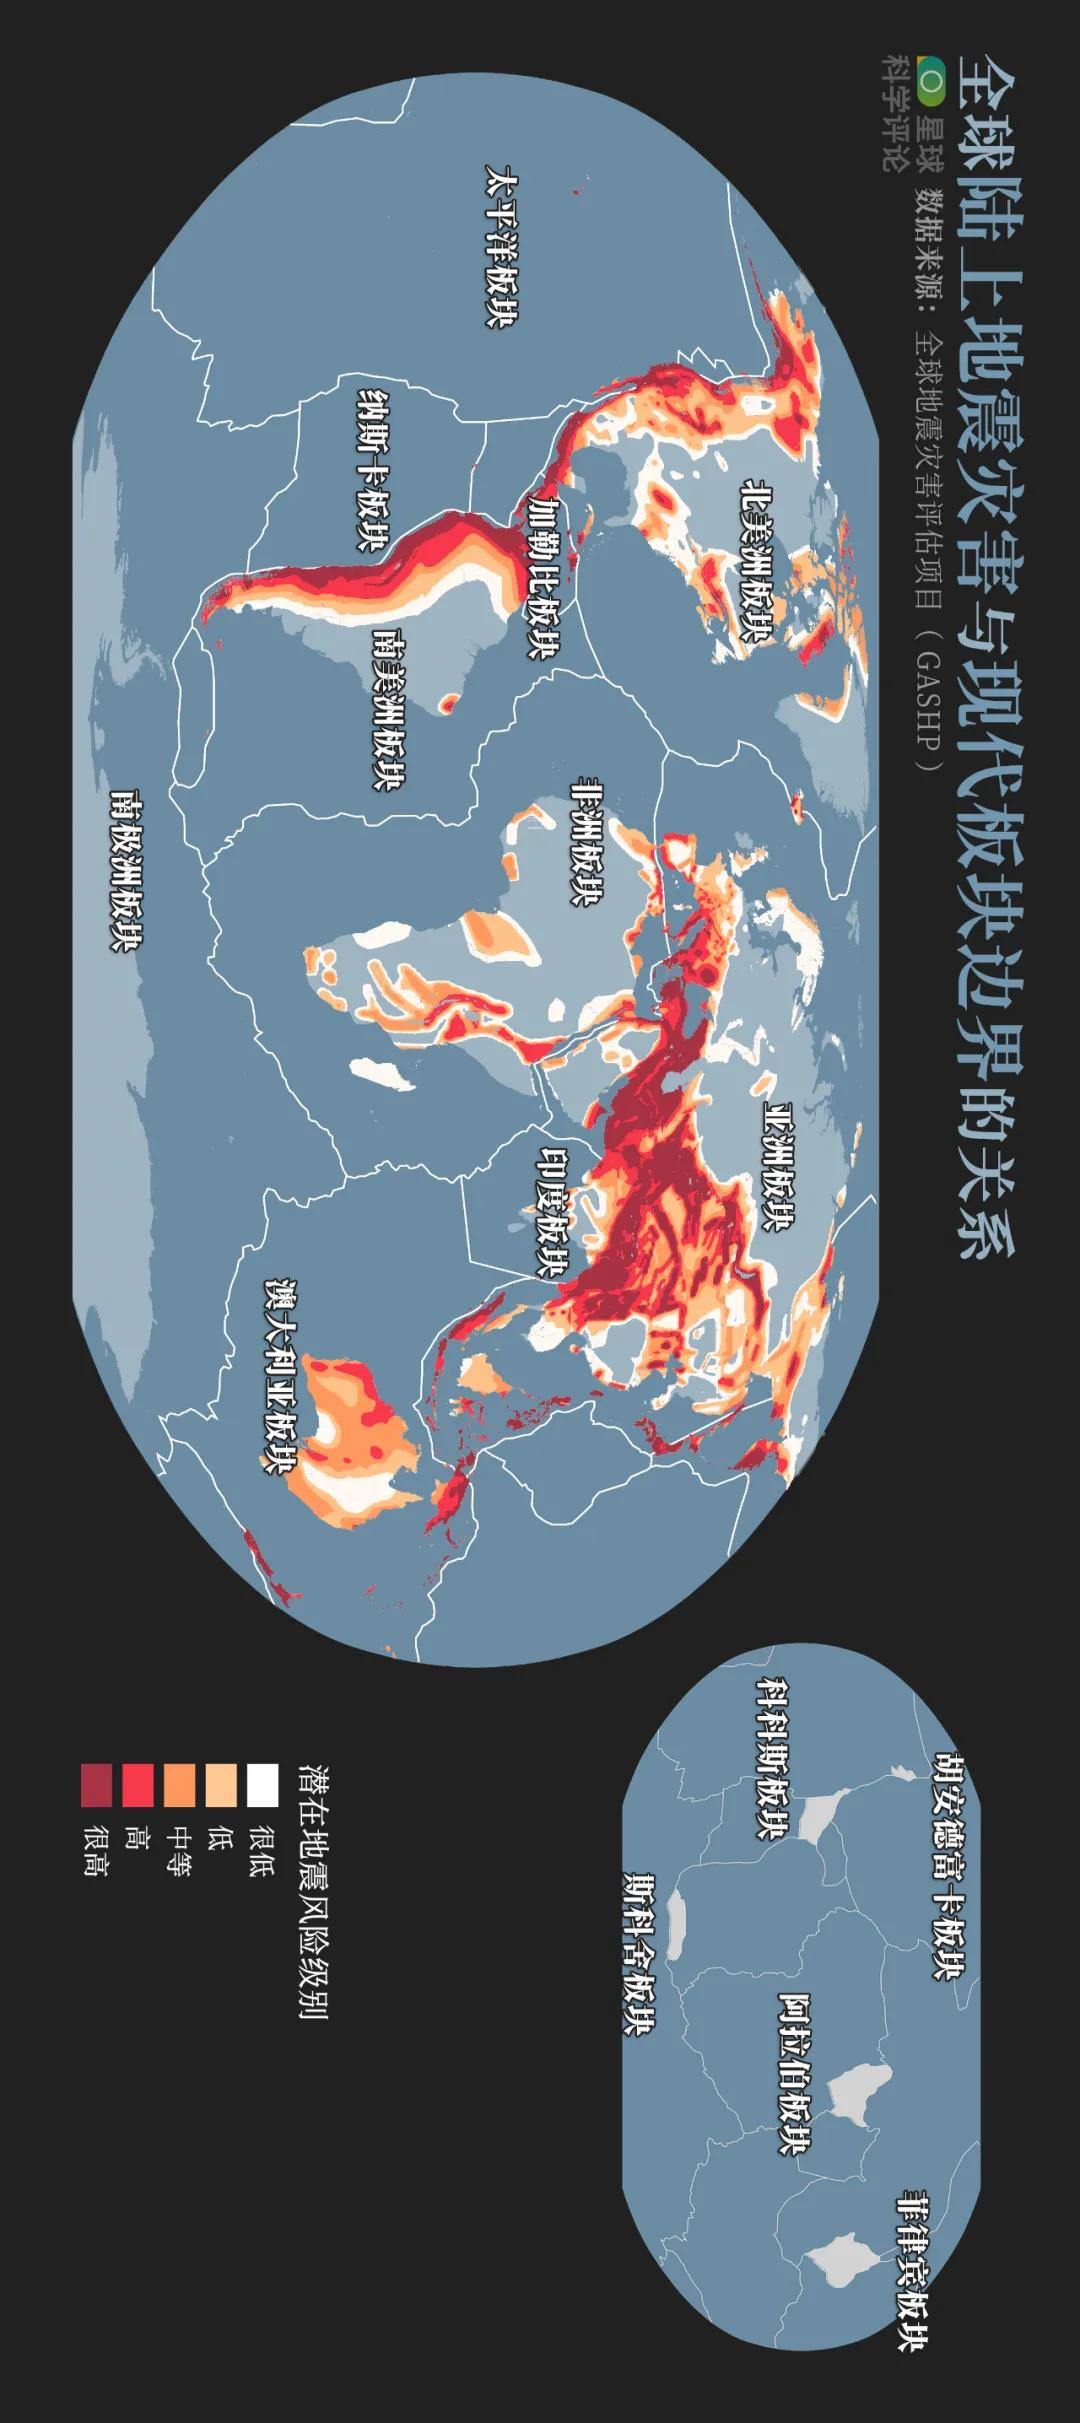 全球陆上地震灾害与现代板块边界的关系
星球
科学评论
数据来源：全球地震灾害评估项目（GASHP）
北美洲板块
亚洲板块
非洲板块
印度板块
加勒比板块
太平洋板块
南美洲板块
纳斯卡板块
澳大利亚板块
南极洲板块
胡安德富卡板块
菲律宾板块
阿拉伯板块
科科斯板块
斯科舍板块
潜在地震风险级别
很低
低
中等
高
很高